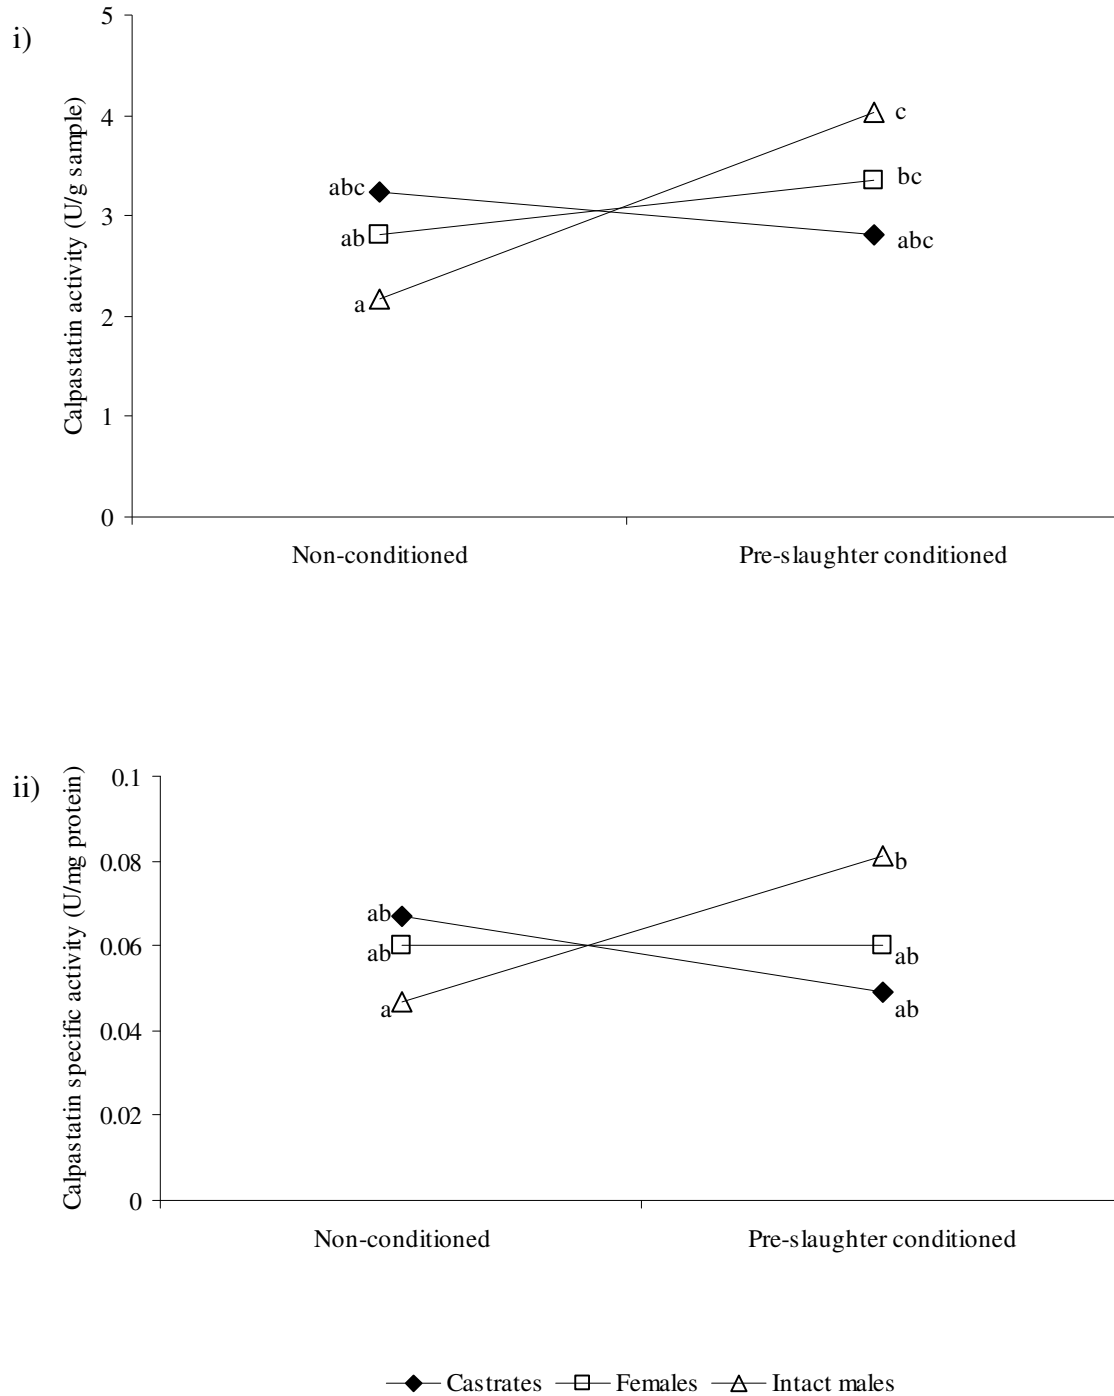 i)
Calpastatin activity (U/g sample)
5
4
3
2
1
0
abc
ab
a
c
bc
abc
Non-conditioned
Pre-slaughter conditioned
ii)
Calpastatin specific activity (U/mg protein)
0.1
0.08
0.06
0.04
0.02
0
ab
ab
a
b
ab
ab
Non-conditioned
Pre-slaughter conditioned
Castrates
Females
Intact males